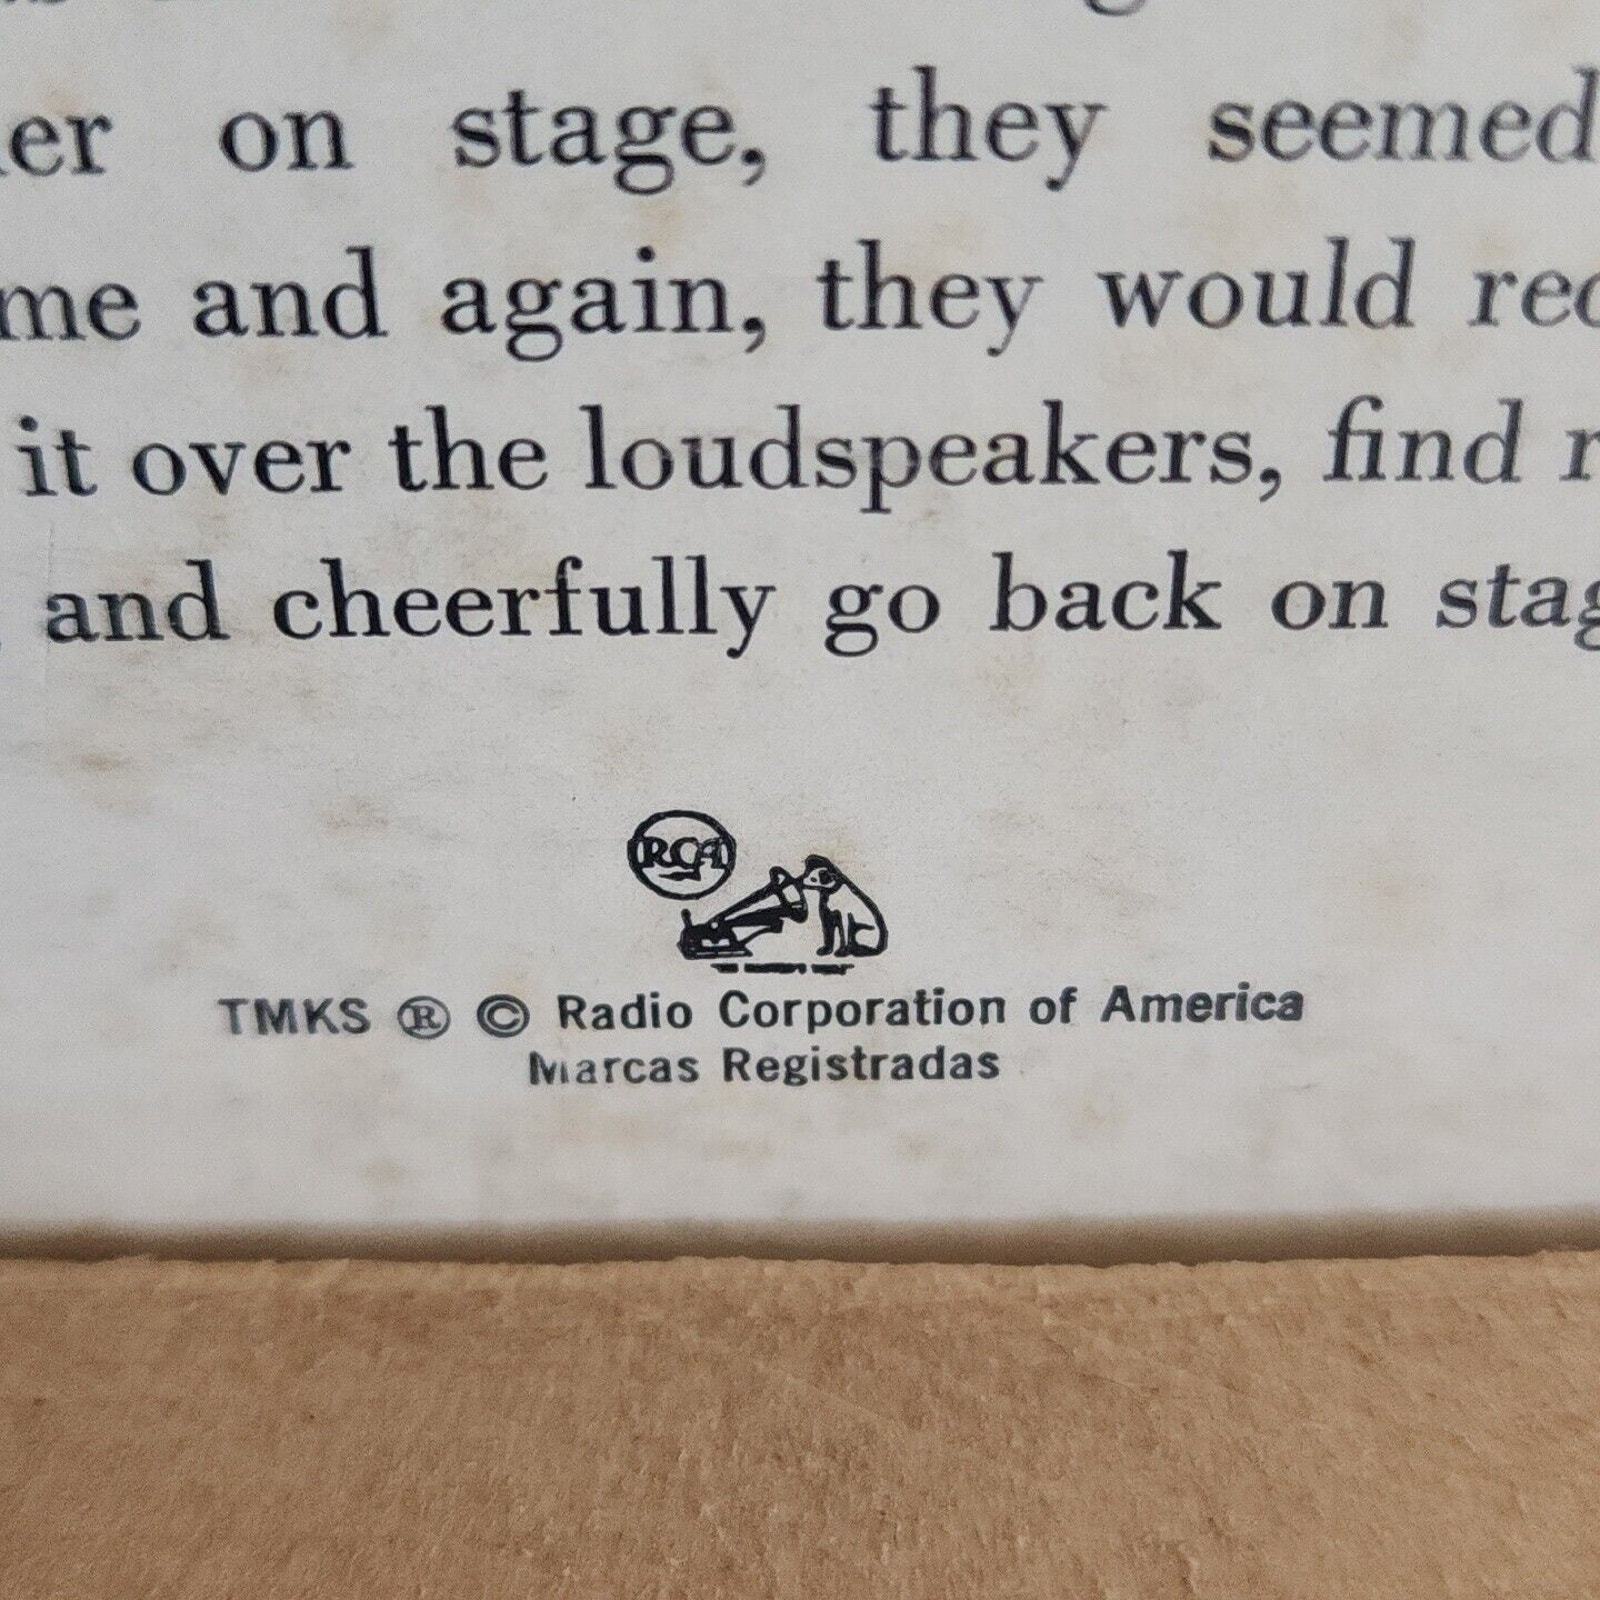 on stage, they seemed
and again, they would
it over the loudspeakers, find
and cheerfully go back on
RCA
TMKS ® © Radio Corporation of America
Marcas Registradas